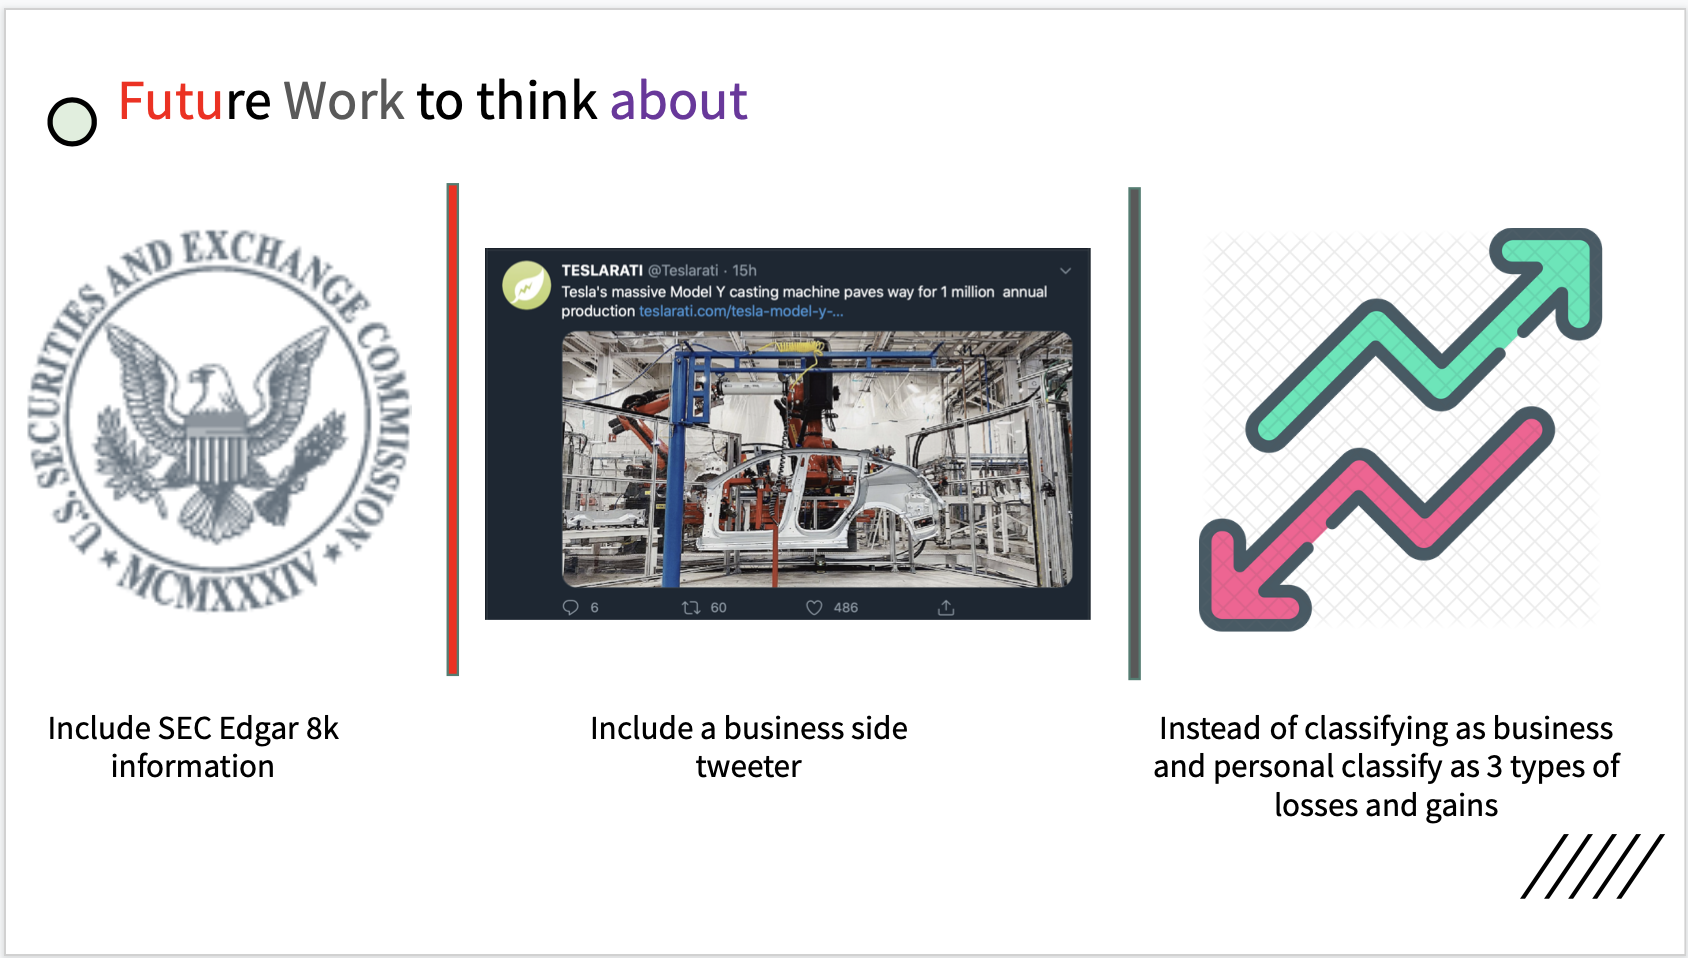 Future Work to think about
U.S. SECURITIES AND EXCHANGE COMMISSION
★ MCMXXXIV ★
TESLARATI @Teslarati · 15h
Tesla's massive Model Y casting machine paves way for 1 million annual
production teslarati.com/tesla-model-y-...
6 60 486
Include SEC Edgar 8k
information
Include a business side
tweeter
Instead of classifying as business
and personal classify as 3 types of
losses and gains